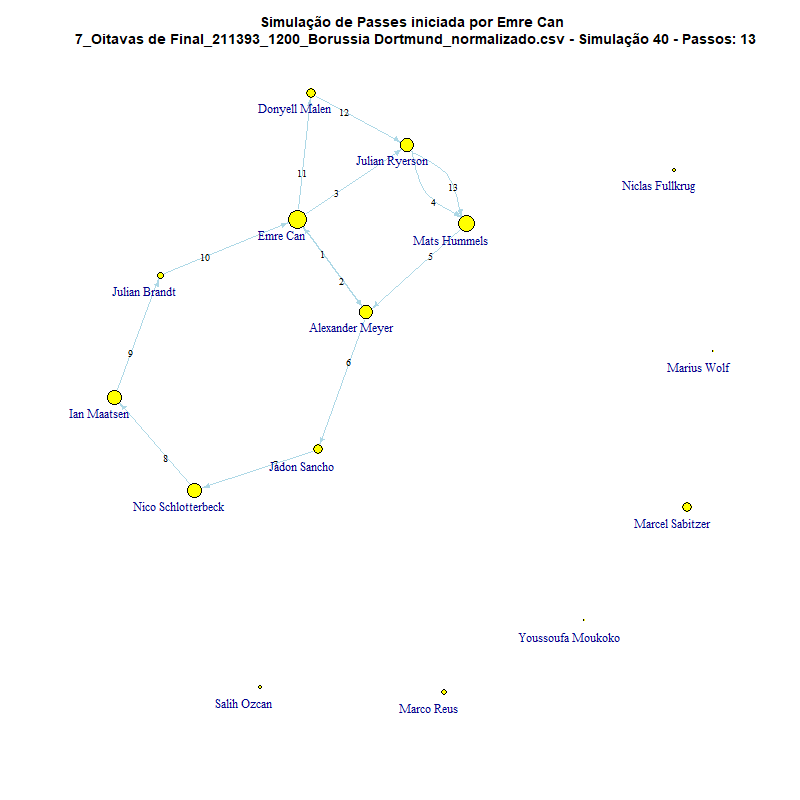 Simulação de Passes iniciada por Emre Can
7_Oitavas de Final_211393_1200_Borussia Dortmund_normalizado.csv - Simulação 40 - Passos: 13
Donyell Malen
12
Julian Ryerson
11
3
13
4
Niclas Fullkrug
Emre Can
Mats Hummels
10
1
5
2
Julian Brandt
Alexander Meyer
9
6
Marius Wolf
Ian Maatsen
8
Jadon Sancho
Nico Schlotterbeck
Marcel Sabitzer
Youssoufa Moukoko
Salih Ozcan
Marco Reus